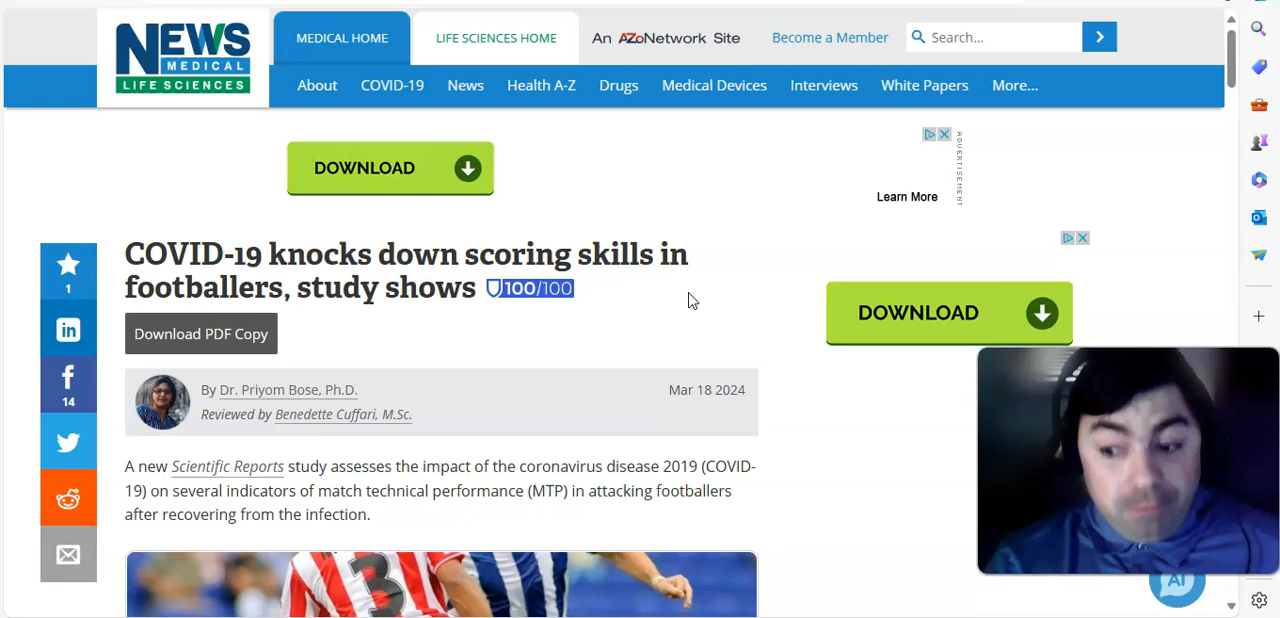 NEWS
MEDICAL
LIFE SCIENCES
MEDICAL HOME
LIFE SCIENCES HOME
An AZoNetwork Site
Become a Member
Search...
About
COVID-19
News
Health A-Z
Drugs
Medical Devices
Interviews
White Papers
More...
DOWNLOAD
Learn More
ADVERTISEMENT
COVID-19 knocks down scoring skills in
footballers, study shows 100/100
DOWNLOAD
Download PDF Copy
1
14
By Dr. Priyom Bose, Ph.D.
Mar 18 2024
Reviewed by Benedette Cuffari, M.Sc.
A new Scientific Reports study assesses the impact of the coronavirus disease 2019 (COVID-
19) on several indicators of match technical performance (MTP) in attacking footballers
after recovering from the infection.
3
AI